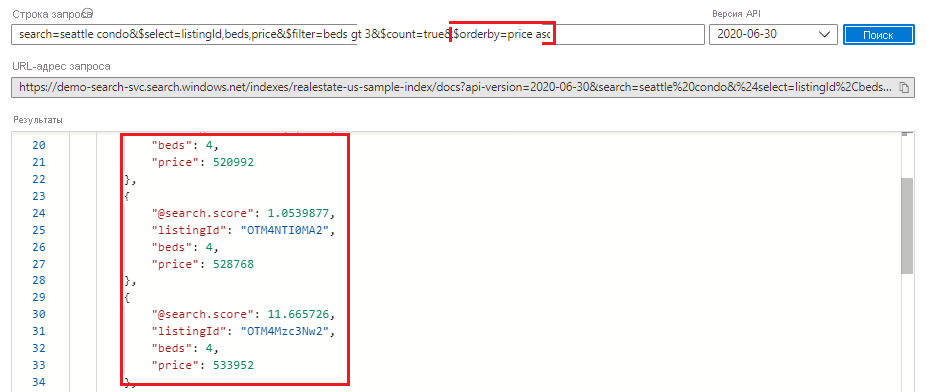 Строка запроса
Версия API
search=seattle condo&$select=listingId,beds,price&$filter=beds gt 3&$count=true&$orderby=price asc
2020-06-30
Поиск
URL-адрес запроса
https://demo-search-svc.search.windows.net/indexes/realestate-us-sample-index/docs?api-version=2020-06-30&search=seattle%20condo&%24select=listingId%2Cbeds...
Результаты
20 "beds": 4,
21 "price": 520992
22 },
23 {
24 "@search.score": 1.0539877,
25 "listingId": "OTM4NTI0MA2",
26 "beds": 4,
27 "price": 528768
28 },
29 {
30 "@search.score": 11.665726,
31 "listingId": "OTM4Mzc3Nw2",
32 "beds": 4,
33 "price": 533952
34 },